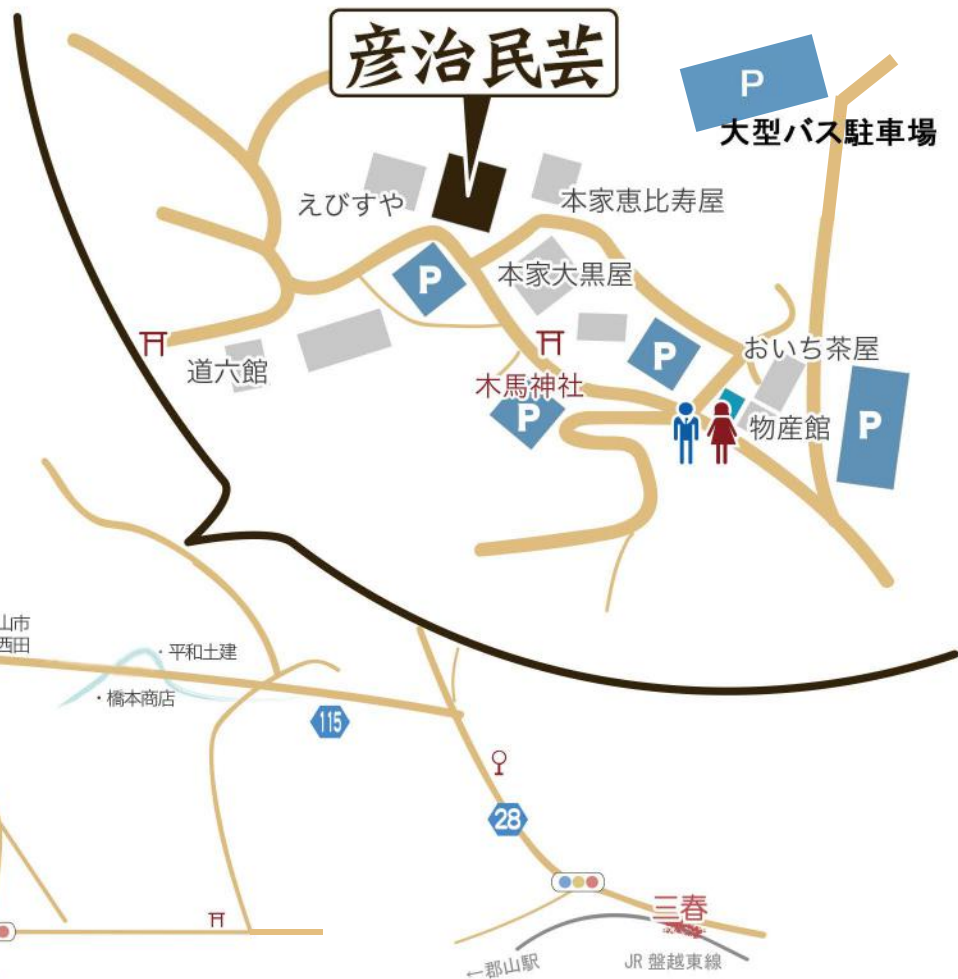 彦治民芸
P
大型バス駐車場
えびすや
本家恵比寿屋
P
本家大黒屋
道六館
P
おいち茶屋
木馬神社
P
物産館
P
山市
西田
・平和土建
・橋本商店
115
28
三春
←郡山駅
JR 盤越東線